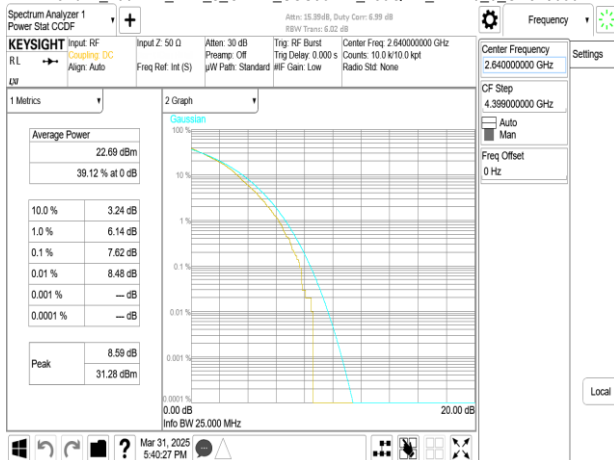 Spectrum Analyzer 1
Power Stat CCDF
Attn: 15.39dB, Duty Corr: 6.99 dB
RBW Trans: 6.02 dB
Frequency
KEYSIGHT
RL
LXI
Input: RF
Coupling: DC
Align: Auto
Input Z: 50 Ω
Freq Ref: Int (S)
Atten: 30 dB
Preamp: Off
µW Path: Standard
Trig: RF Burst
Trig Delay: 0.000 s
#IF Gain: Low
Center Freq: 2.640000000 GHz
Counts: 10.0 k/10.0 kpt
Radio Std: None
Center Frequency
2.640000000 GHz
Settings
CF Step
4.399000000 GHz
Auto
Man
Freq Offset
0 Hz
Local
1 Metrics
Average Power
22.69 dBm
39.12 % at 0 dB
10.0 % 3.24 dB
1.0 % 6.14 dB
0.1 % 7.62 dB
0.01 % 8.48 dB
0.001 % --- dB
0.0001 % --- dB
Peak
8.59 dB
31.28 dBm
2 Graph
Gaussian
100 %
10 %
1 %
0.1 %
0.01 %
0.001 %
0.0001 %
0.00 dB
20.00 dB
Info BW 25.000 MHz
Mar 31, 2025
5:40:27 PM